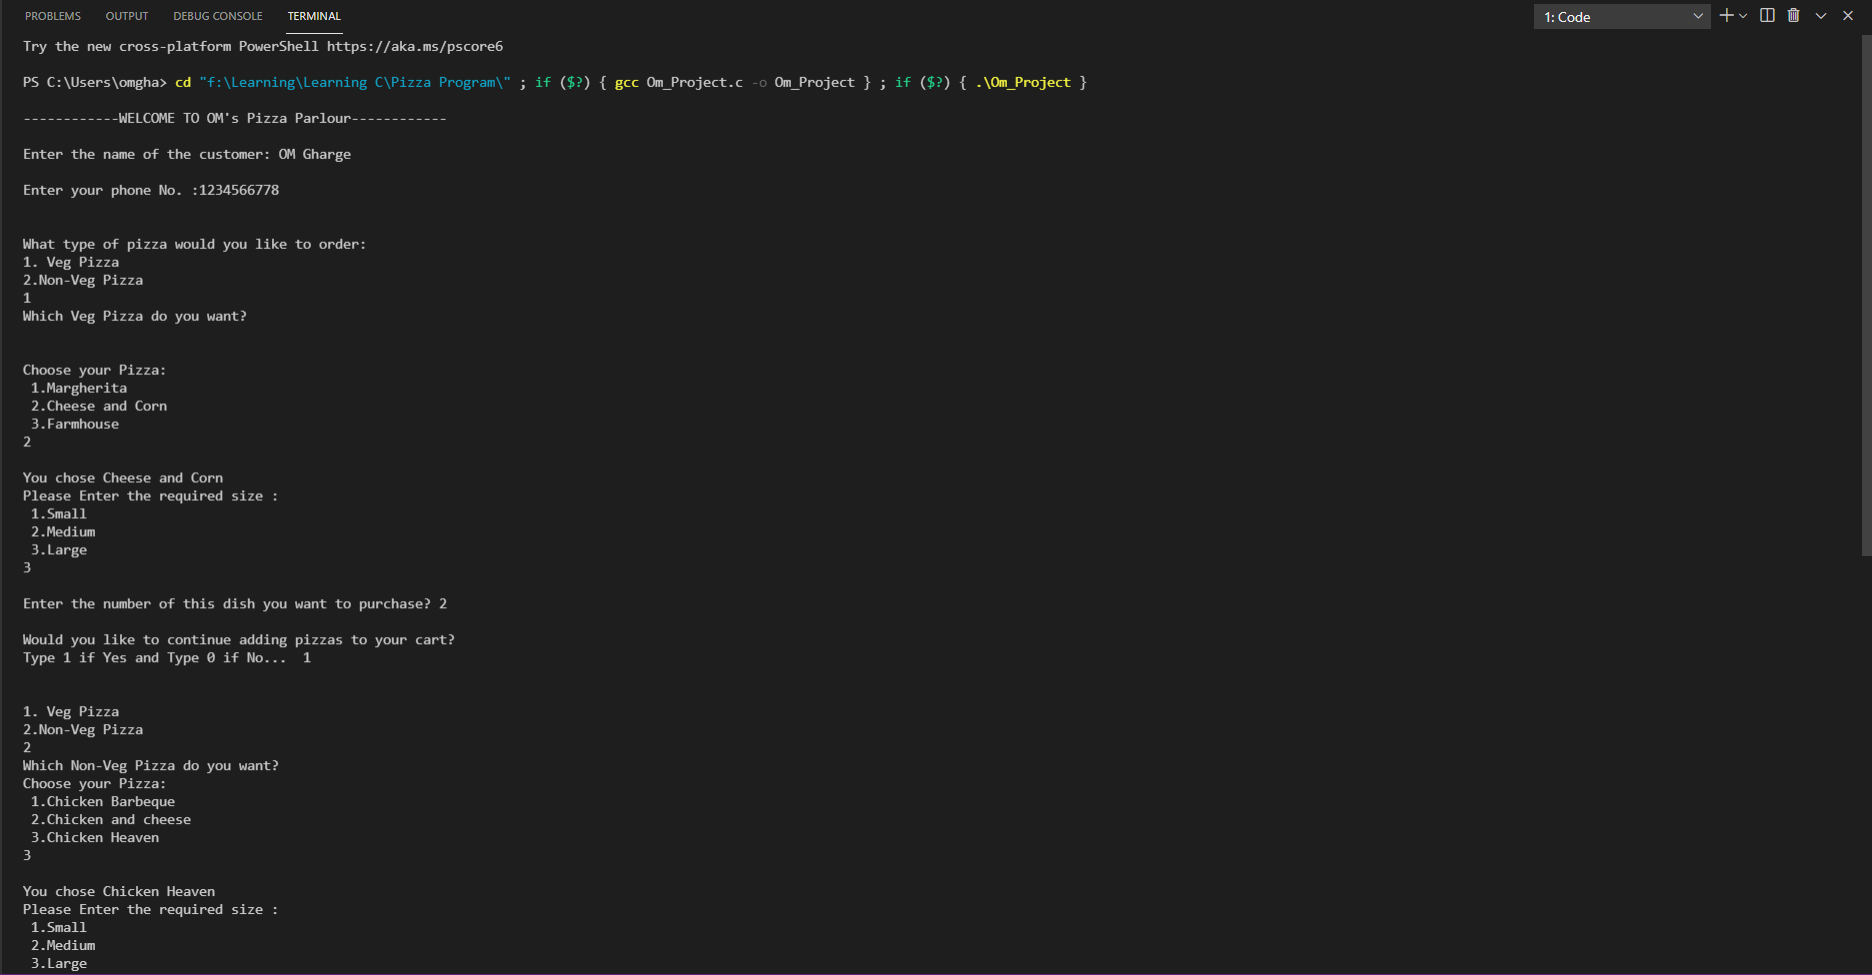 PROBLEMS OUTPUT DEBUG CONSOLE TERMINAL 1: Code
Try the new cross-platform PowerShell https://aka.ms/pscore6
PS C:\Users\omgha> cd "f:\Learning\Learning C\Pizza Program\" ; if ($?) { gcc Om_Project.c -o Om_Project } ; if ($?) { .\Om_Project }
------------WELCOME TO OM's Pizza Parlour------------
Enter the name of the customer: OM Gharge
Enter your phone No. :1234566778
What type of pizza would you like to order:
1. Veg Pizza
2.Non-Veg Pizza
1
Which Veg Pizza do you want?
Choose your Pizza:
1.Margherita
2.Cheese and Corn
3.Farmhouse
2
You chose Cheese and Corn
Please Enter the required size :
1.Small
2.Medium
3.Large
3
Enter the number of this dish you want to purchase? 2
Would you like to continue adding pizzas to your cart?
Type 1 if Yes and Type 0 if No...  1
1. Veg Pizza
2.Non-Veg Pizza
2
Which Non-Veg Pizza do you want?
Choose your Pizza:
1.Chicken Barbeque
2.Chicken and cheese
3.Chicken Heaven
3
You chose Chicken Heaven
Please Enter the required size :
1.Small
2.Medium
3.Large